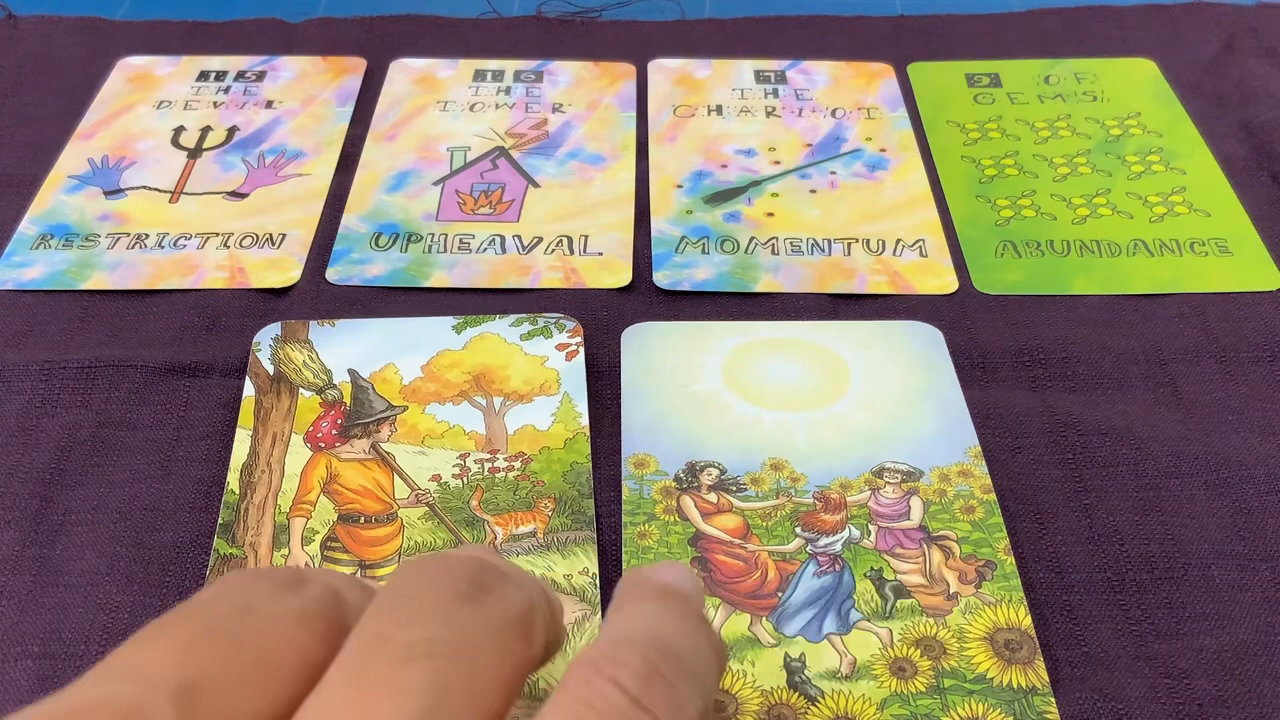 15
THE
DEVIL
RESTRICTION
16
THE
TOWER
UPHEAVAL
7
THE
CHARIOT
MOMENTUM
9 OF
GEMS
ABUNDANCE